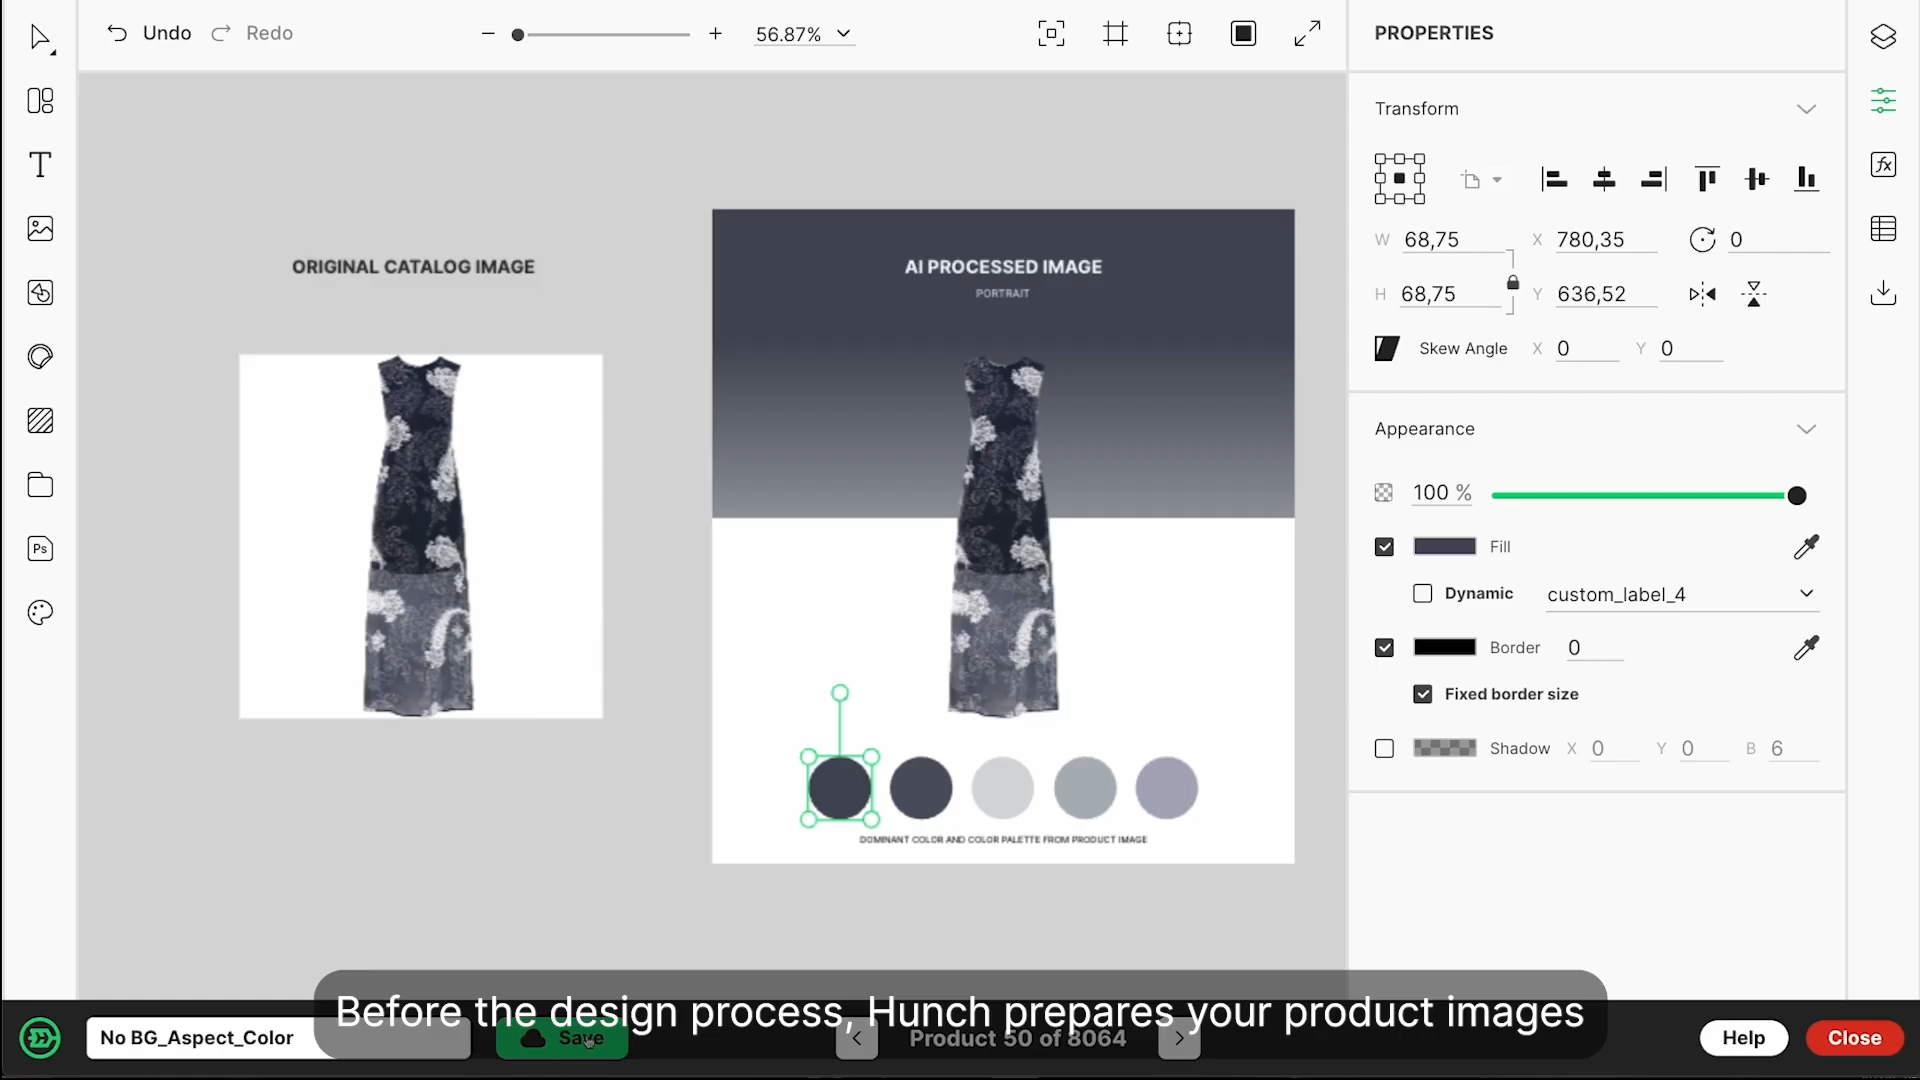 Undo
Redo
56.87%
PROPERTIES
Transform
W 68,75
X 780,35
0
H 68,75
Y 636,52
Skew Angle X 0 Y 0
Appearance
100 %
Fill
Dynamic custom_label_4
Border 0
Fixed border size
Shadow X 0 Y 0 B 6
fx
T
Ps
ORIGINAL CATALOG IMAGE
AI PROCESSED IMAGE
PORTRAIT
DOMINANT COLOR AND COLOR PALETTE FROM PRODUCT IMAGE
Before the design process, Hunch prepares your product images
No BG_Aspect_Color
Save
Product 50 of 8064
Help
Close